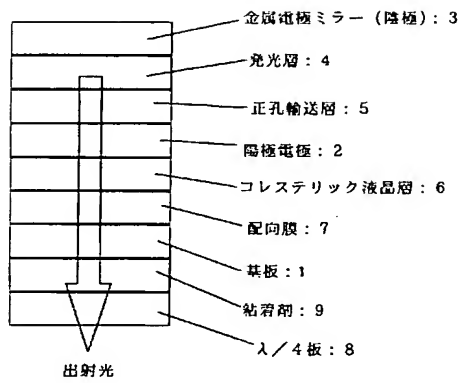 金属電極ミラー（陰極）：3
発光層：4
正孔輸送層：5
陽極電極：2
コレステリック液晶層：6
配向膜：7
基板：1
粘着剤：9
λ／4板：8
出射光